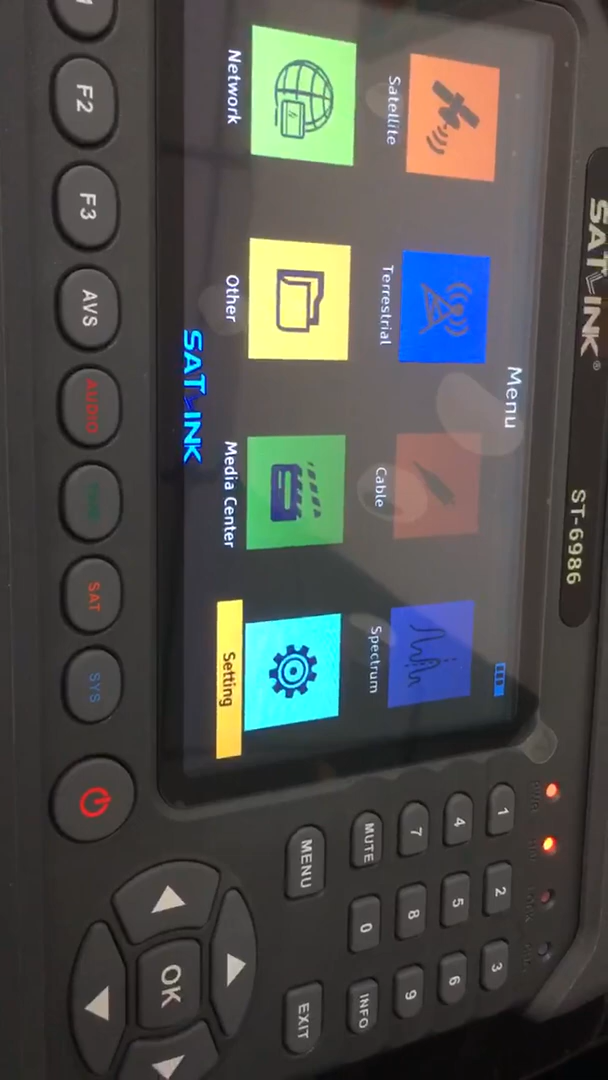 SATLINK®
ST-6986
Menu
Satellite
Terrestrial
Cable
Spectrum
Network
Other
Media Center
Setting
SATLINK
F2
F3
AVS
AUDIO
SAT
SYS
1
2
3
4
5
6
7
8
9
MUTE
0
INFO
MENU
EXIT
OK